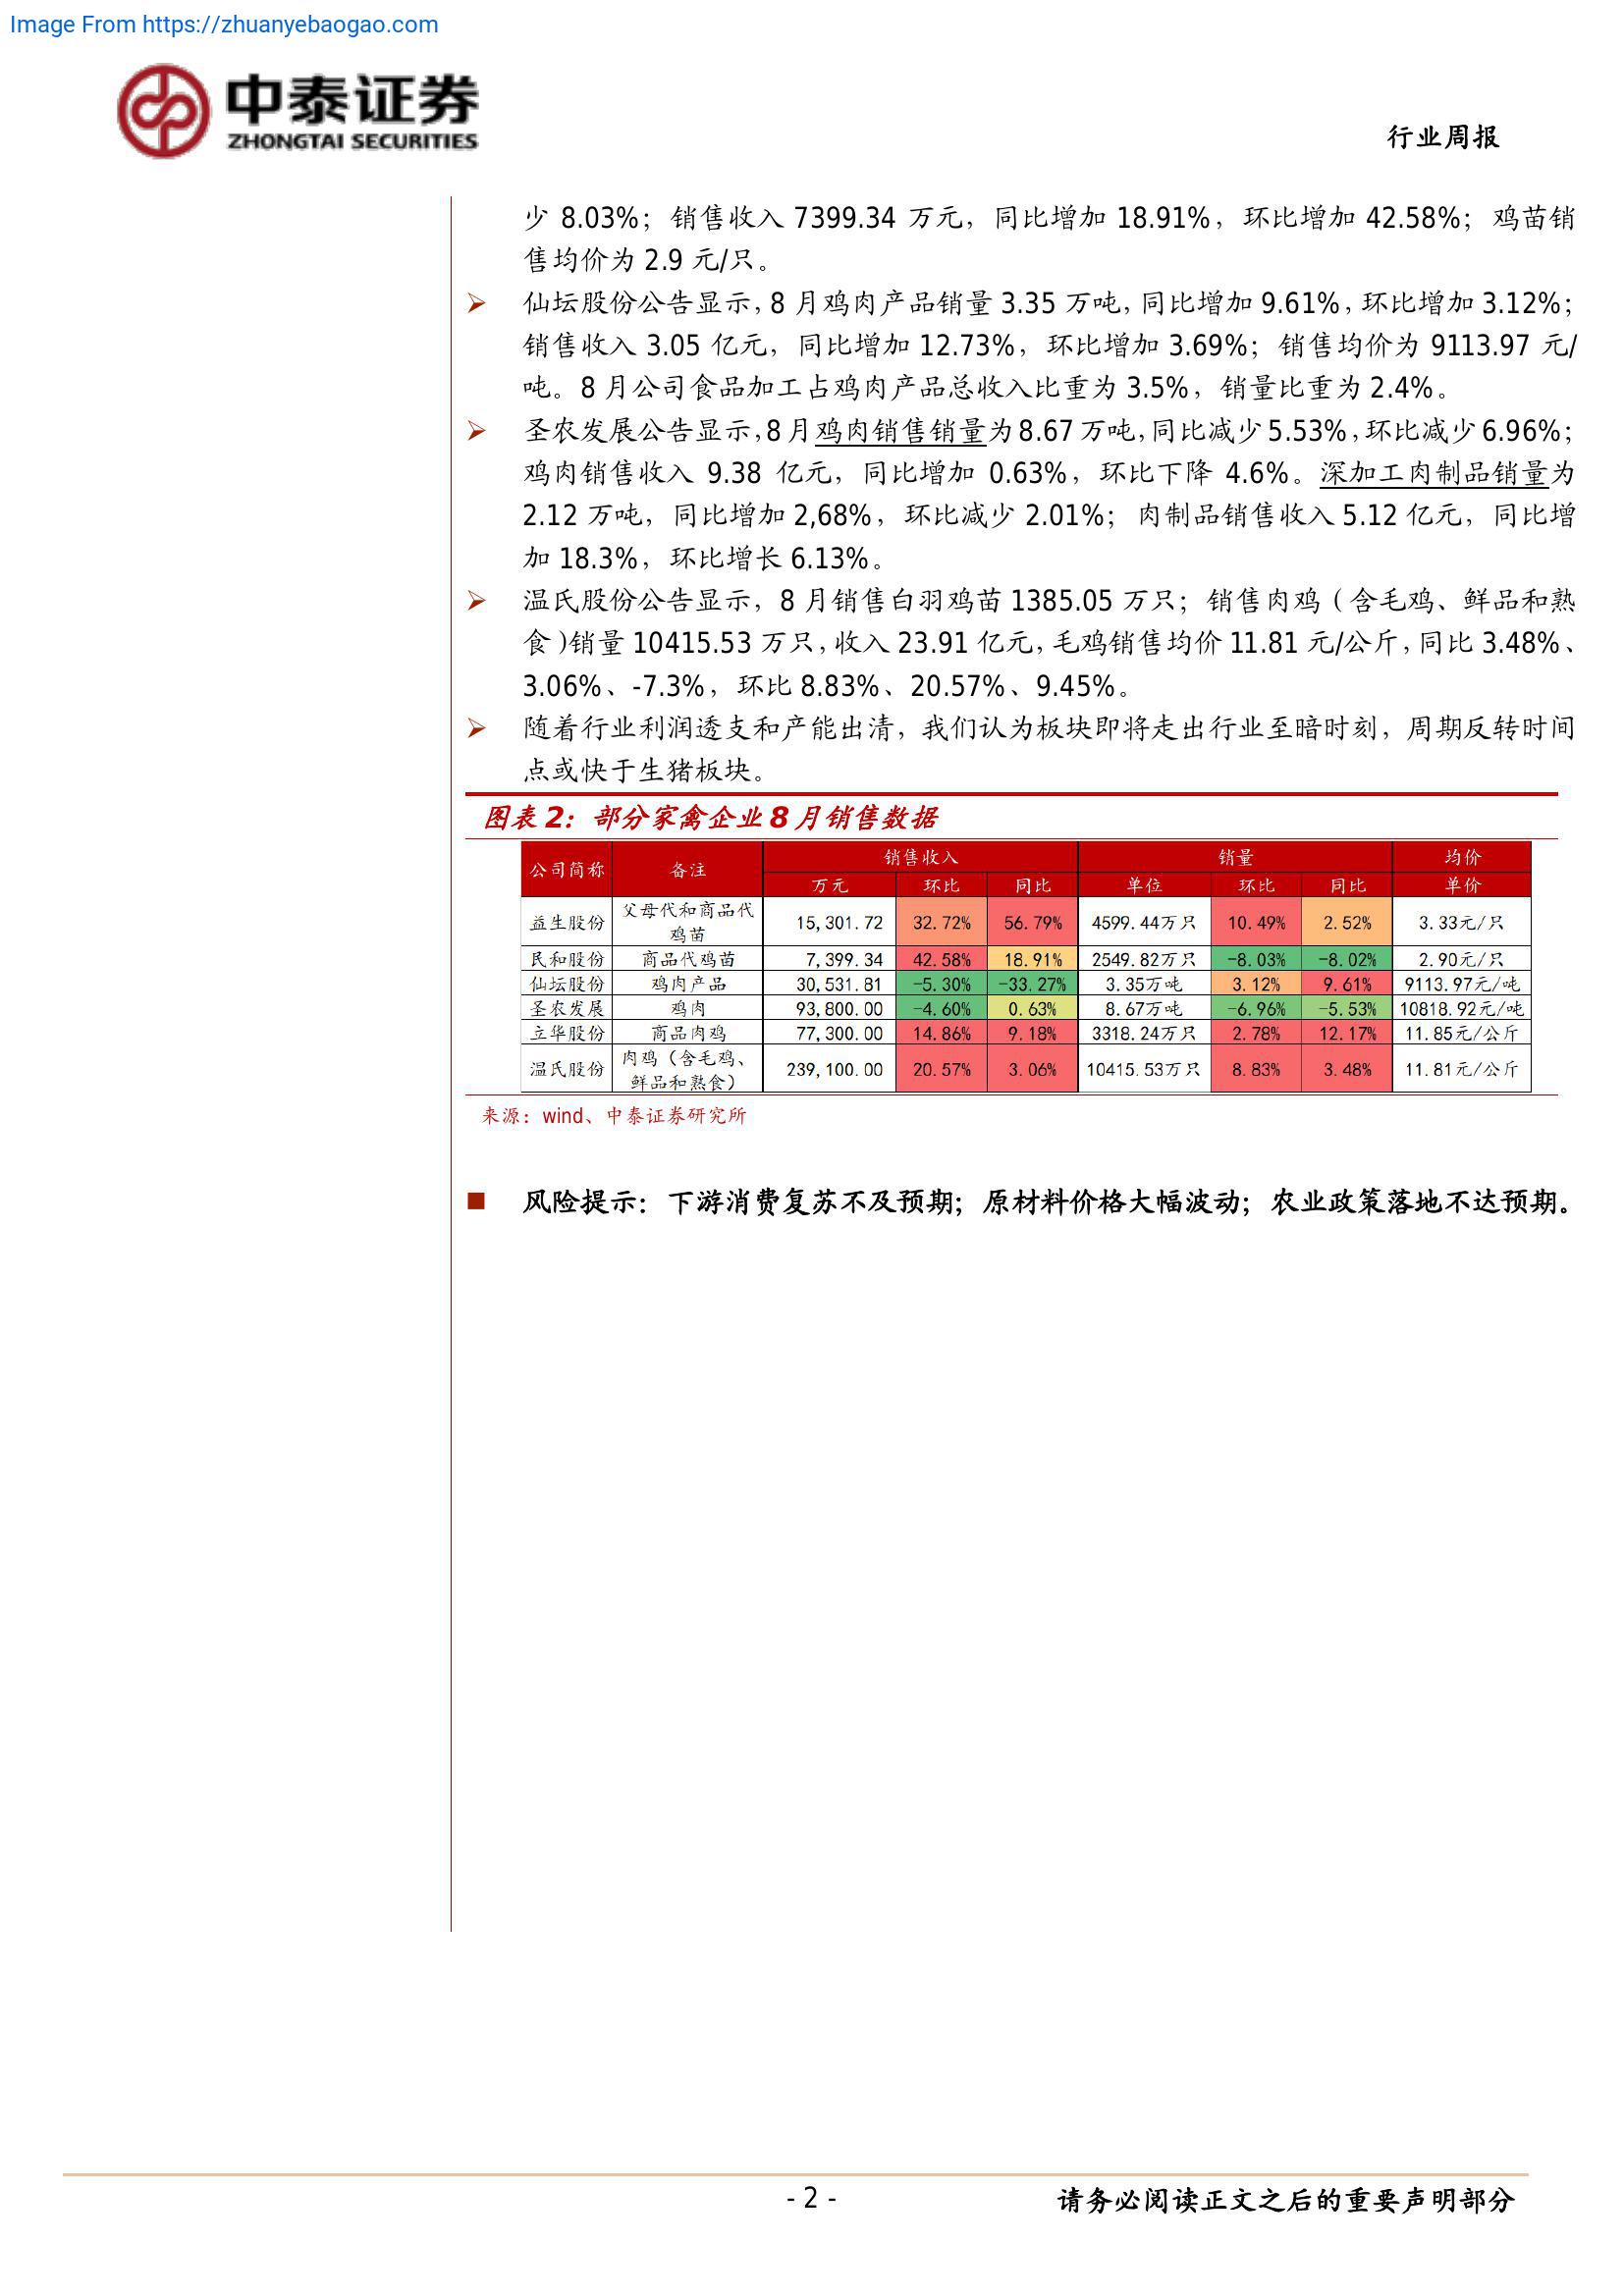 Image From https://zhuanyebaogao.com
中泰证券
ZHONGTAI SECURITIES
行业周报
少 8.03%；销售收入 7399.34 万元，同比增加 18.91%，环比增加 42.58%；鸡苗销
售均价为 2.9 元/只。
➢ 仙坛股份公告显示，8 月鸡肉产品销量 3.35 万吨，同比增加 9.61%，环比增加 3.12%；
销售收入 3.05 亿元，同比增加 12.73%，环比增加 3.69%；销售均价为 9113.97 元/
吨。8 月公司食品加工占鸡肉产品总收入比重为 3.5%，销量比重为 2.4%。
➢ 圣农发展公告显示，8 月鸡肉销售销量为 8.67 万吨，同比减少 5.53%，环比减少 6.96%；
鸡肉销售收入 9.38 亿元，同比增加 0.63%，环比下降 4.6%。深加工肉制品销量为
2.12 万吨，同比增加 2,68%，环比减少 2.01%；肉制品销售收入 5.12 亿元，同比增
加 18.3%，环比增长 6.13%。
➢ 温氏股份公告显示，8 月销售白羽鸡苗 1385.05 万只；销售肉鸡（含毛鸡、鲜品和熟
食)销量 10415.53 万只，收入 23.91 亿元，毛鸡销售均价 11.81 元/公斤，同比 3.48%、
3.06%、-7.3%，环比 8.83%、20.57%、9.45%。
➢ 随着行业利润透支和产能出清，我们认为板块即将走出行业至暗时刻，周期反转时间
点或快于生猪板块。
图表 2：部分家禽企业 8 月销售数据
公司简称 备注 销售收入 销量 均价
万元 环比 同比 单位 环比 同比 单价
益生股份 父母代和商品代鸡苗 15,301.72 32.72% 56.79% 4599.44万只 10.49% 2.52% 3.33元/只
民和股份 商品代鸡苗 7,399.34 42.58% 18.91% 2549.82万只 -8.03% -8.02% 2.90元/只
仙坛股份 鸡肉产品 30,531.81 -5.30% -33.27% 3.35万吨 3.12% 9.61% 9113.97元/吨
圣农发展 鸡肉 93,800.00 -4.60% 0.63% 8.67万吨 -6.96% -5.53% 10818.92元/吨
立华股份 商品肉鸡 77,300.00 14.86% 9.18% 3318.24万只 2.78% 12.17% 11.85元/公斤
温氏股份 肉鸡（含毛鸡、鲜品和熟食） 239,100.00 20.57% 3.06% 10415.53万只 8.83% 3.48% 11.81元/公斤
来源：wind、中泰证券研究所
■ 风险提示：下游消费复苏不及预期；原材料价格大幅波动；农业政策落地不达预期。
- 2 -
请务必阅读正文之后的重要声明部分